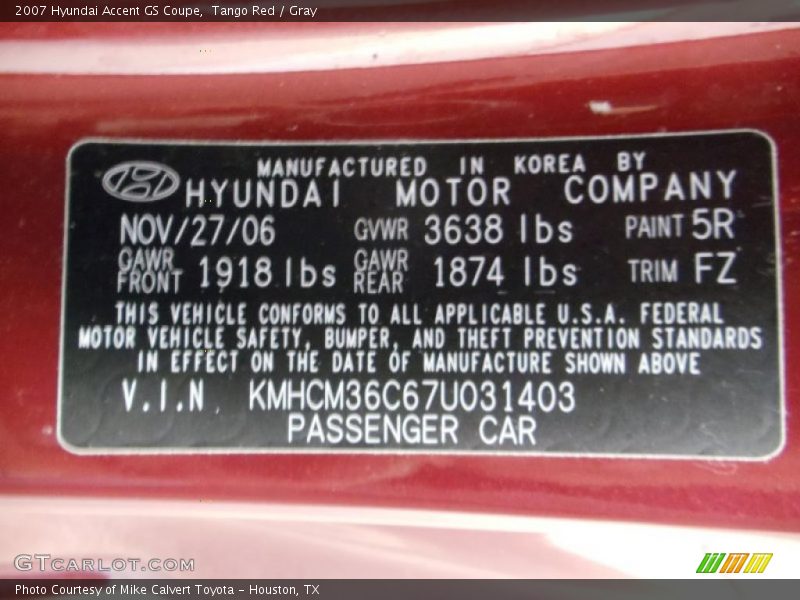 2007 Hyundai Accent GS Coupe,  Tango Red / Gray
MANUFACTURED IN KOREA BY
HYUNDAI MOTOR COMPANY
NOV/27/06 GVWR 3638 lbs PAINT 5R
GAWR FRONT 1918 lbs GAWR REAR 1874 lbs TRIM FZ
THIS VEHICLE CONFORMS TO ALL APPLICABLE U.S.A. FEDERAL
MOTOR VEHICLE SAFETY, BUMPER, AND THEFT PREVENTION STANDARDS
IN EFFECT ON THE DATE OF MANUFACTURE SHOWN ABOVE
V.I.N KMHCM36C67U031403
PASSENGER CAR
GTCARLOT.COM
Photo Courtesy of Mike Calvert Toyota - Houston, TX